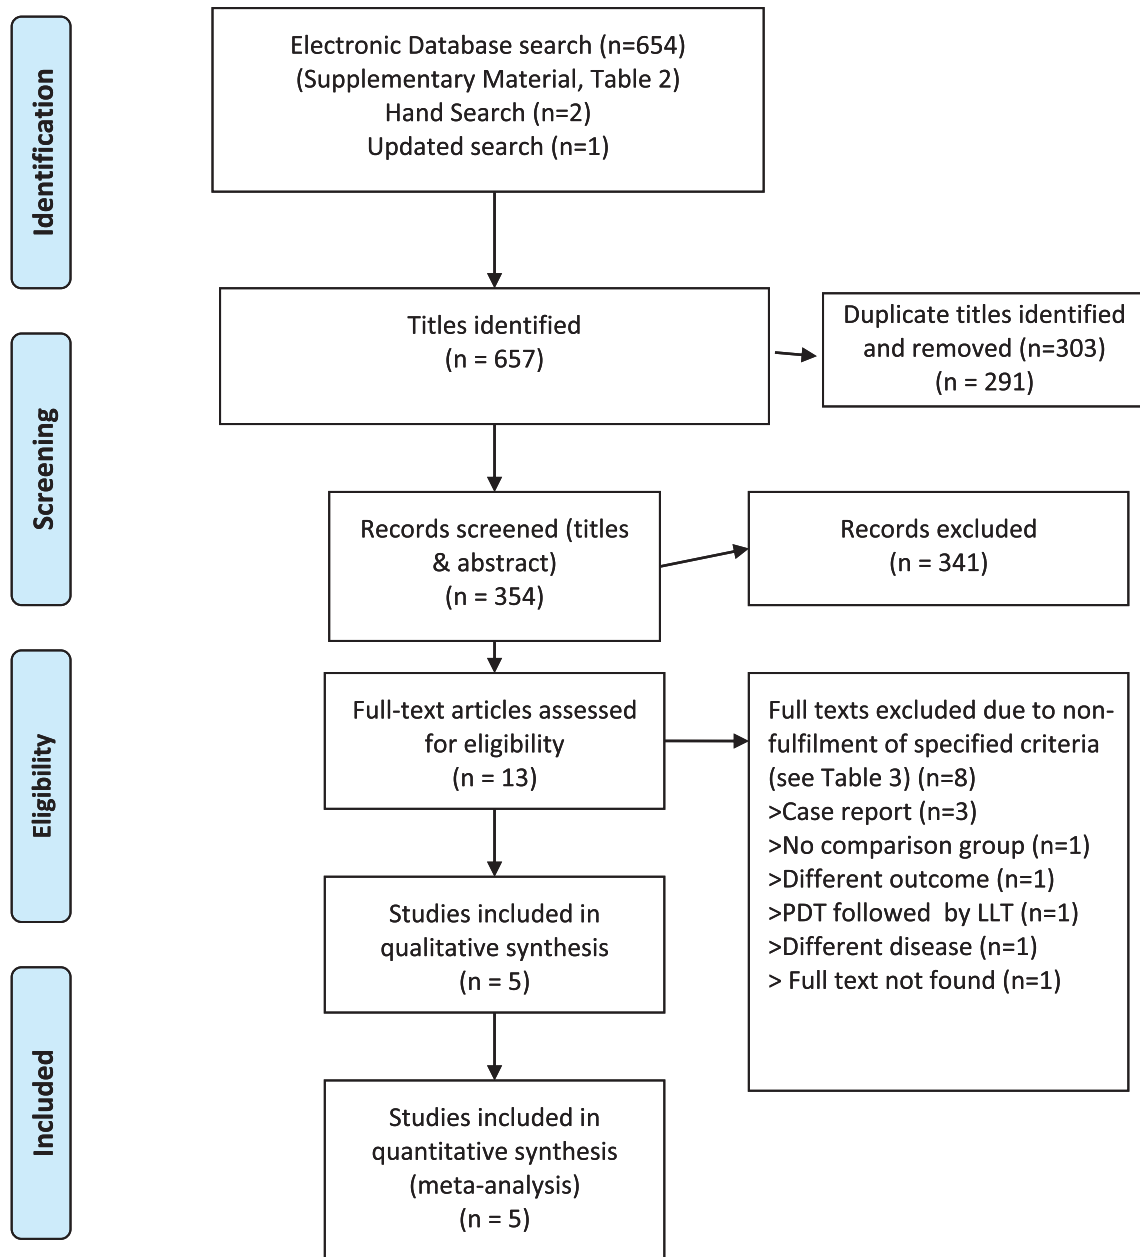 Identification
Electronic Database search (n=654)
(Supplementary Material, Table 2)
Hand Search (n=2)
Updated search (n=1)
Titles identified
(n = 657)
Duplicate titles identified
and removed (n=303)
(n = 291)
Screening
Records screened (titles
& abstract)
(n = 354)
Records excluded
(n = 341)
Eligibility
Full-text articles assessed
for eligibility
(n = 13)
Full texts excluded due to non-
fulfilment of specified criteria
(see Table 3) (n=8)
>Case report (n=3)
>No comparison group (n=1)
>Different outcome (n=1)
>PDT followed  by LLT (n=1)
>Different disease (n=1)
> Full text not found (n=1)
Studies included in
qualitative synthesis
(n = 5)
Included
Studies included in
quantitative synthesis
(meta-analysis)
(n = 5)